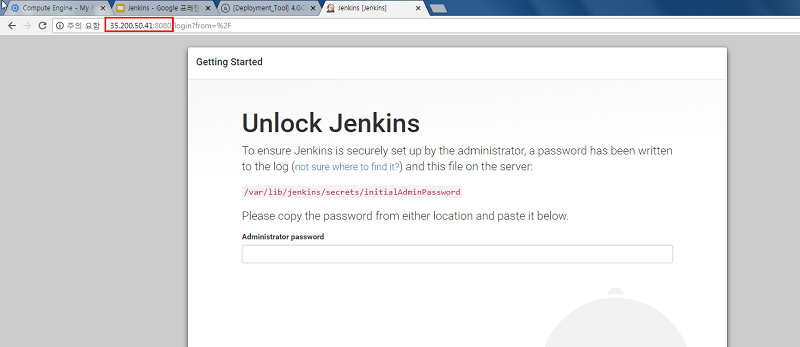 Compute Engine - My F
Jenkins - Google 프레젠
[Deployment_Tool] 4.GC
Jenkins [Jenkins]
주의 요함 35.200.50.41:8080/login?from=%2F
Getting Started
Unlock Jenkins
To ensure Jenkins is securely set up by the administrator, a password has been written
to the log (not sure where to find it?) and this file on the server:
/var/lib/jenkins/secrets/initialAdminPassword
Please copy the password from either location and paste it below.
Administrator password